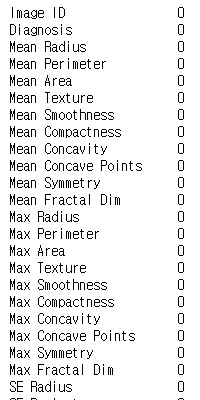 Image ID 0
Diagnosis 0
Mean Radius 0
Mean Perimeter 0
Mean Area 0
Mean Texture 0
Mean Smoothness 0
Mean Compactness 0
Mean Concavity 0
Mean Concave Points 0
Mean Symmetry 0
Mean Fractal Dim 0
Max Radius 0
Max Perimeter 0
Max Area 0
Max Texture 0
Max Smoothness 0
Max Compactness 0
Max Concavity 0
Max Concave Points 0
Max Symmetry 0
Max Fractal Dim 0
SE Radius 0